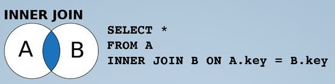 INNER JOIN
A B
SELECT *
FROM A
INNER JOIN B ON A.key = B.key